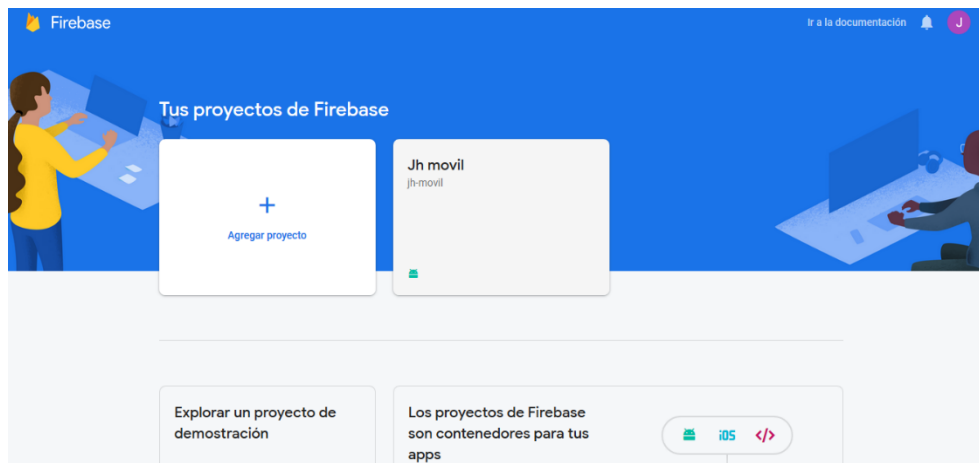 Firebase
Ir a la documentación
J
Tus proyectos de Firebase
Jh movil
jh-movil
+
Agregar proyecto
Explorar un proyecto de
demostración
Los proyectos de Firebase
son contenedores para tus
apps
iOS
</>